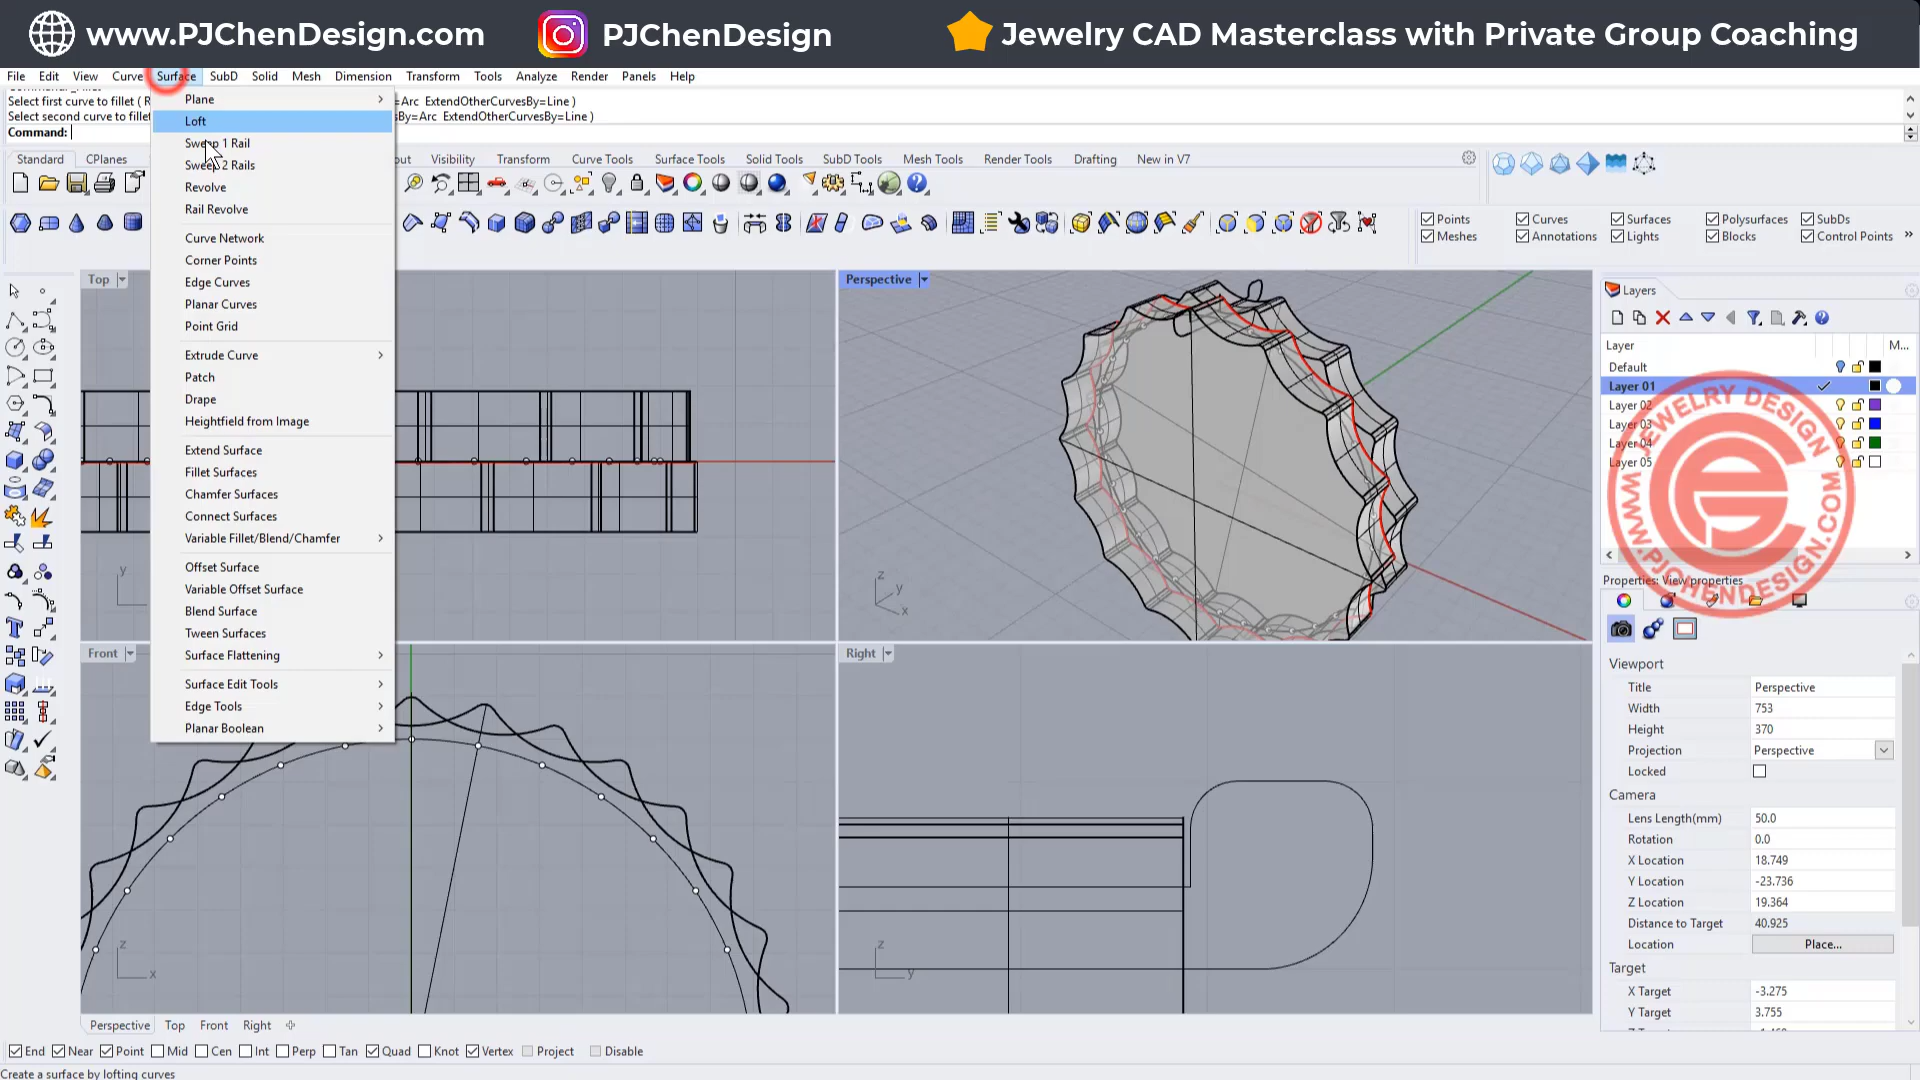 www.PJChenDesign.com
PJChenDesign
Jewelry CAD Masterclass with Private Group Coaching
File Edit View Curve Surface SubD Solid Mesh Dimension Transform Tools Analyze Render Panels Help
Select first curve to fillet ( R =Arc ExtendOtherCurvesBy=Line )
Select second curve to fillet sBy=Arc ExtendOtherCurvesBy=Line )
Command:
Standard CPlanes Visibility Transform Curve Tools Surface Tools Solid Tools SubD Tools Mesh Tools Render Tools Drafting New in V7
Plane
Loft
Sweep 1 Rail
Sweep 2 Rails
Revolve
Rail Revolve
Curve Network
Corner Points
Edge Curves
Planar Curves
Point Grid
Extrude Curve
Patch
Drape
Heightfield from Image
Extend Surface
Fillet Surfaces
Chamfer Surfaces
Connect Surfaces
Variable Fillet/Blend/Chamfer
Offset Surface
Variable Offset Surface
Blend Surface
Tween Surfaces
Surface Flattening
Surface Edit Tools
Edge Tools
Planar Boolean
Points Curves Surfaces Polysurfaces SubDs
Meshes Annotations Lights Blocks Control Points
Top
y
Perspective
z
y
x
Front
z
x
Right
z
y
Layers
Layer M...
Default
Layer 01
Layer 02
Layer 03
Layer 04
Layer 05
JEWELRY DESIGN
WWW.PJCHENDESIGN.COM
Properties: View properties
Viewport
Title Perspective
Width 753
Height 370
Projection Perspective
Locked
Camera
Lens Length(mm) 50.0
Rotation 0.0
X Location 18.749
Y Location -23.736
Z Location 19.364
Distance to Target 40.925
Location Place...
Target
X Target -3.275
Y Target 3.755
Perspective Top Front Right
End Near Point Mid Cen Int Perp Tan Quad Knot Vertex Project Disable
Create a surface by lofting curves